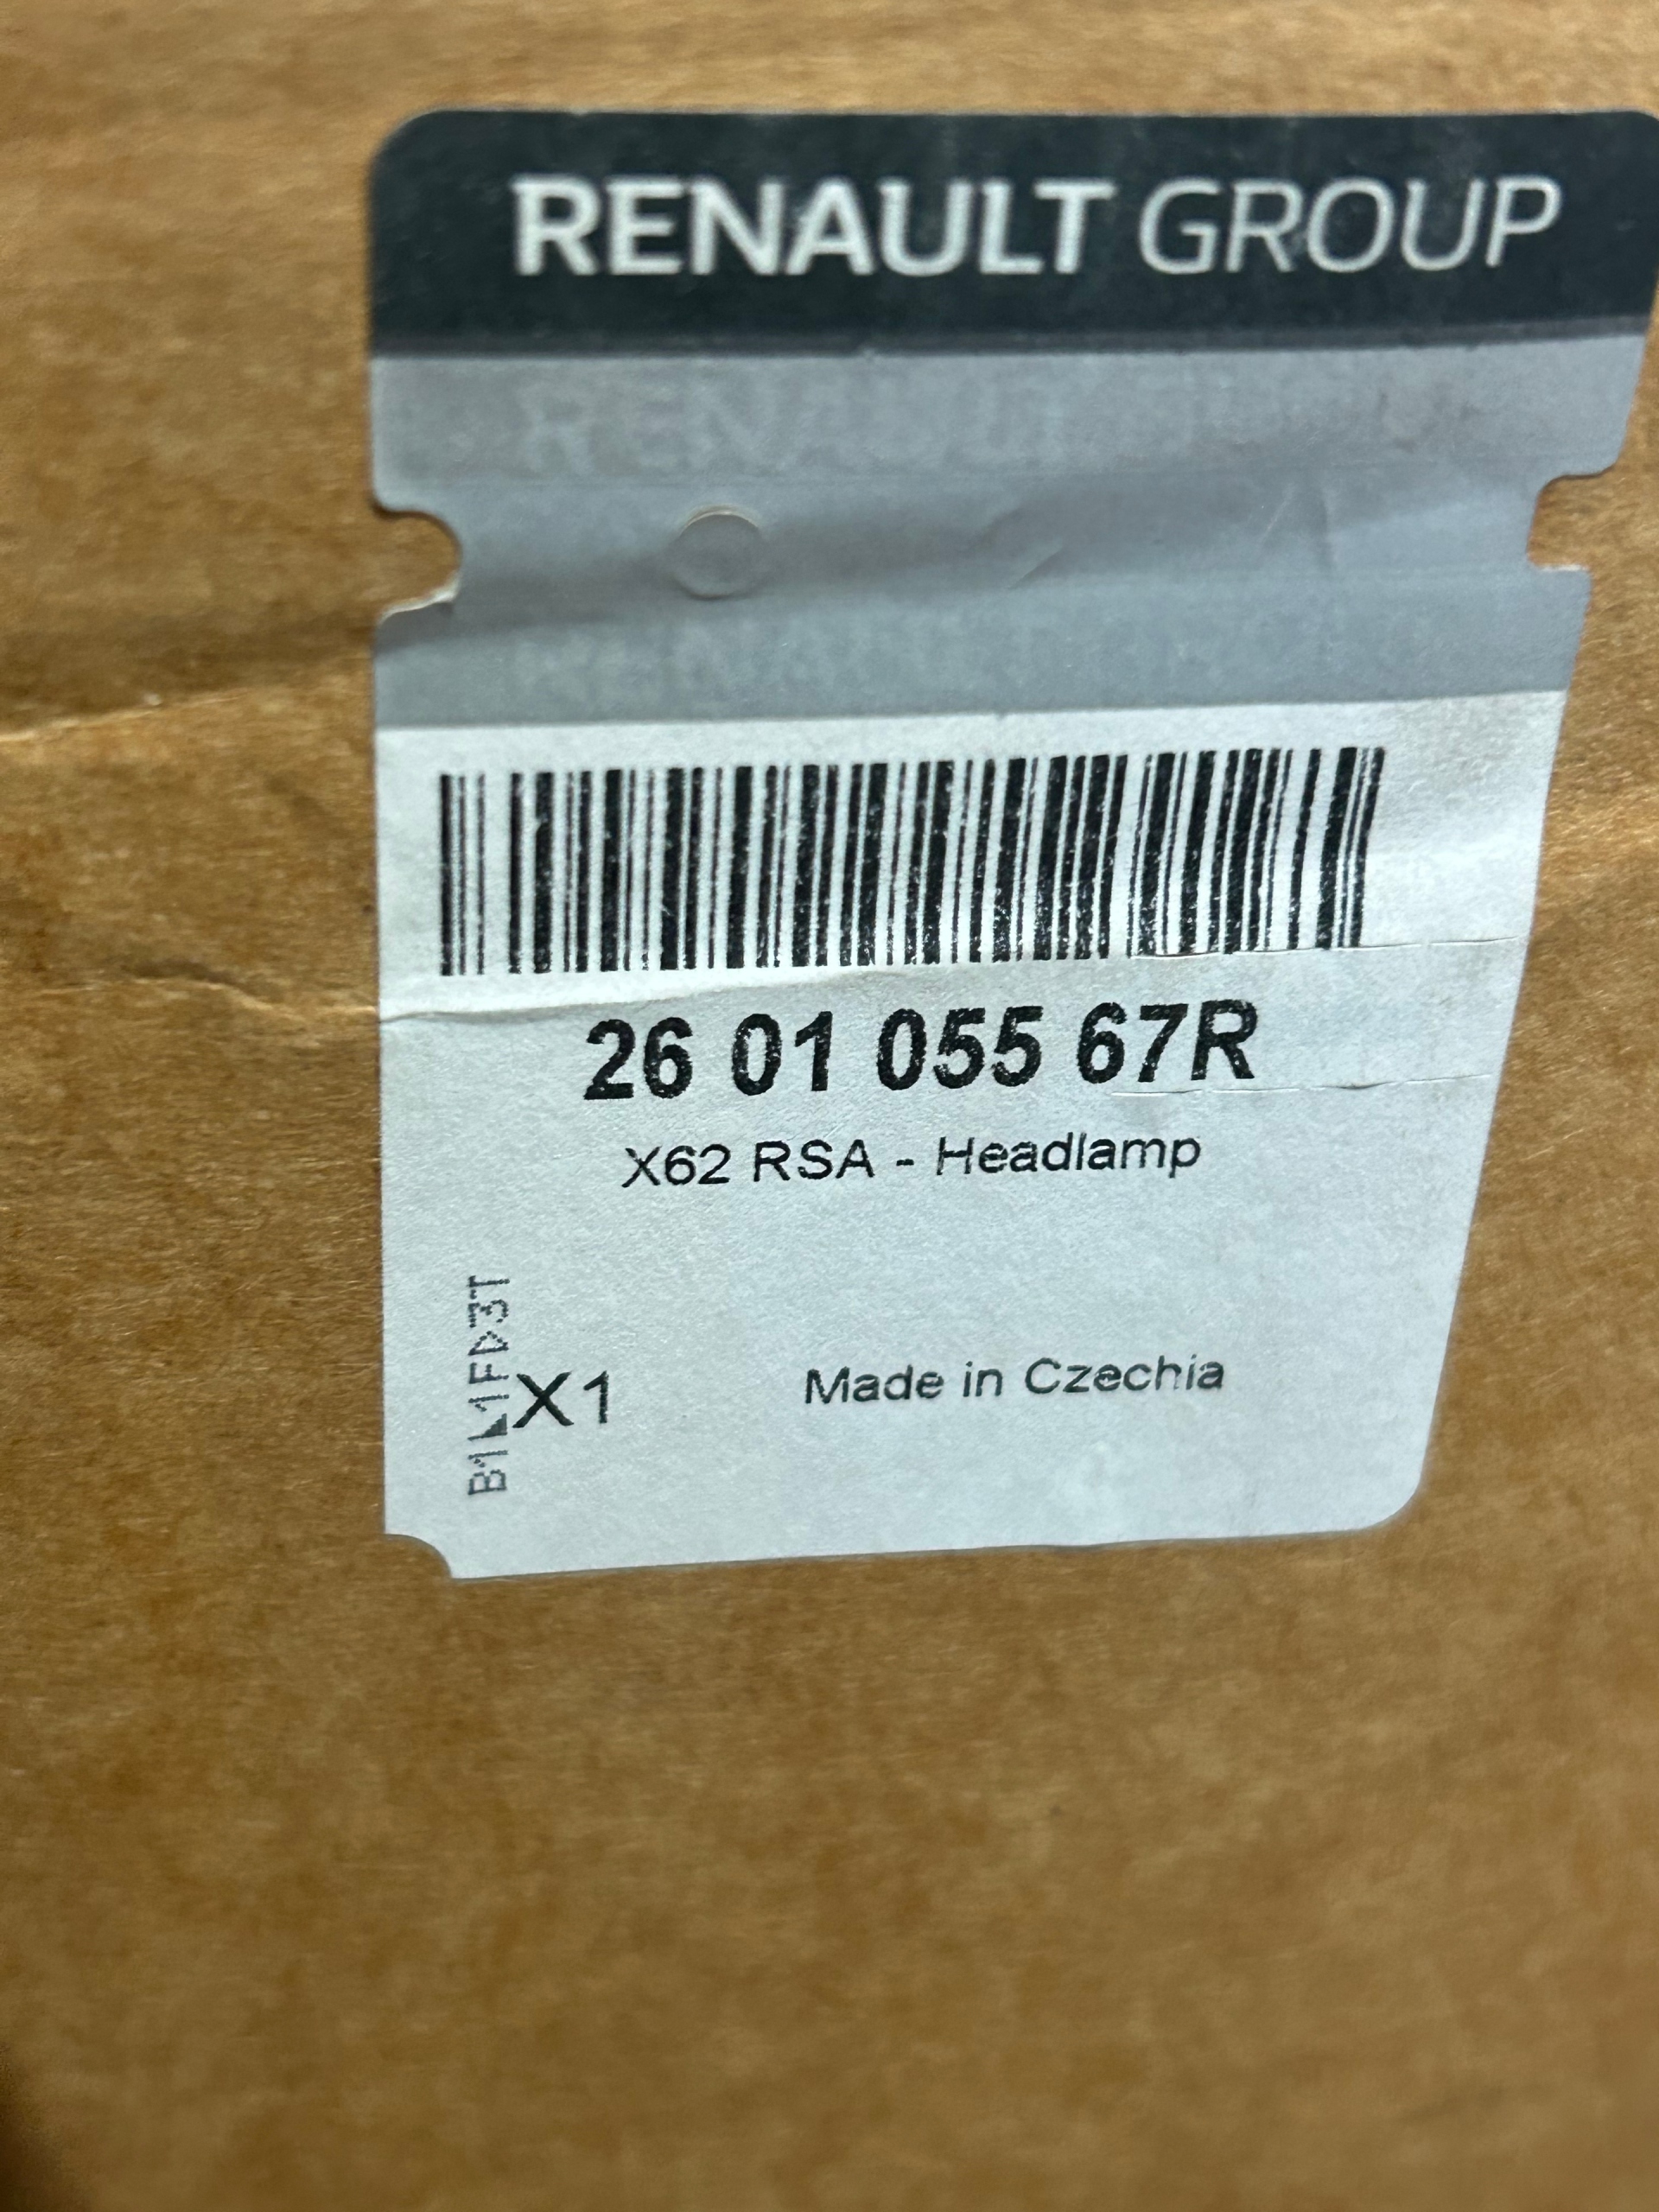 RENAULT GROUP
26 01 055 67R
X62 RSA - Headlamp
X1
Made in Czechia